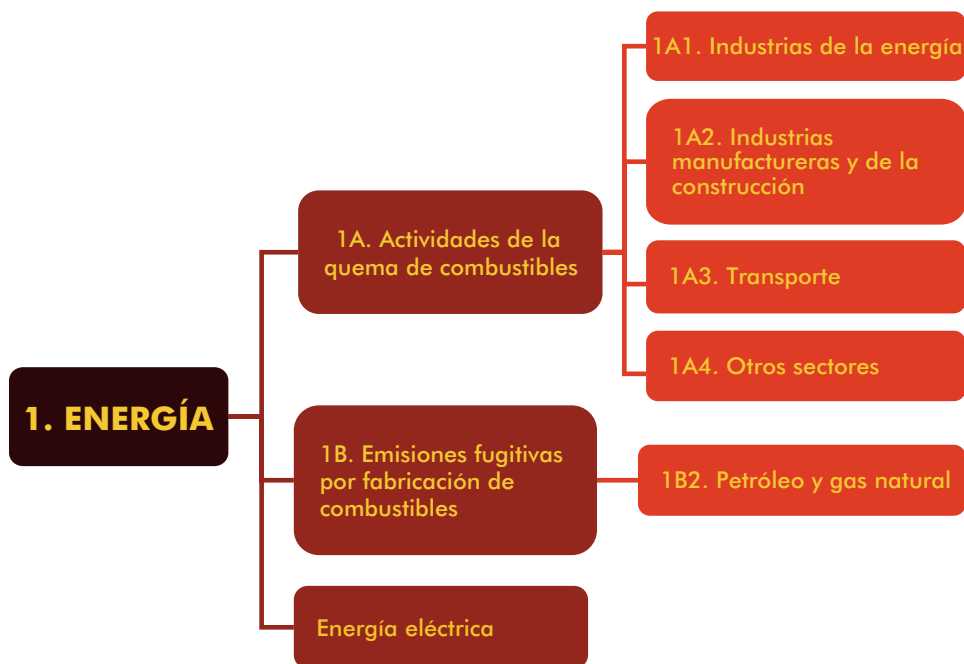 1. ENERGÍA
1A. Actividades de la
quema de combustibles
1A1. Industrias de la energía
1A2. Industrias
manufactureras y de la
construcción
1A3. Transporte
1A4. Otros sectores
1B. Emisiones fugitivas
por fabricación de
combustibles
1B2. Petróleo y gas natural
Energía eléctrica